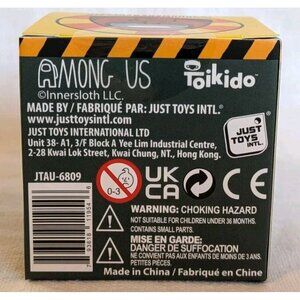 AMONG US Toikido™
©Innersloth LLC.
MADE BY / FABRIQUÉ PAR: JUST TOYS INTL.®
www.justtoysintl.com
JUST TOYS INTERNATIONAL LTD
Unit 38- A1, 3/F Block A Yee Lim Industrial Centre,
2-28 Kwai Lok Street, Kwai Chung, NT., Hong Kong.
JUST
TOYS
INTL.
JTAU-6809
0-3
UK
CA
WARNING: CHOKING HAZARD
NOT SUITABLE FOR CHILDREN UNDER 36 MONTHS.
CONTAINS SMALL PARTS.
MISE EN GARDE:
DANGER DE SUFFOCATION
NE CONVIENT PAS AUX ENFANTS DE MOINS DE 3 ANS.
PETITES PIÈCES.
Made in China / Fabriqué en Chine